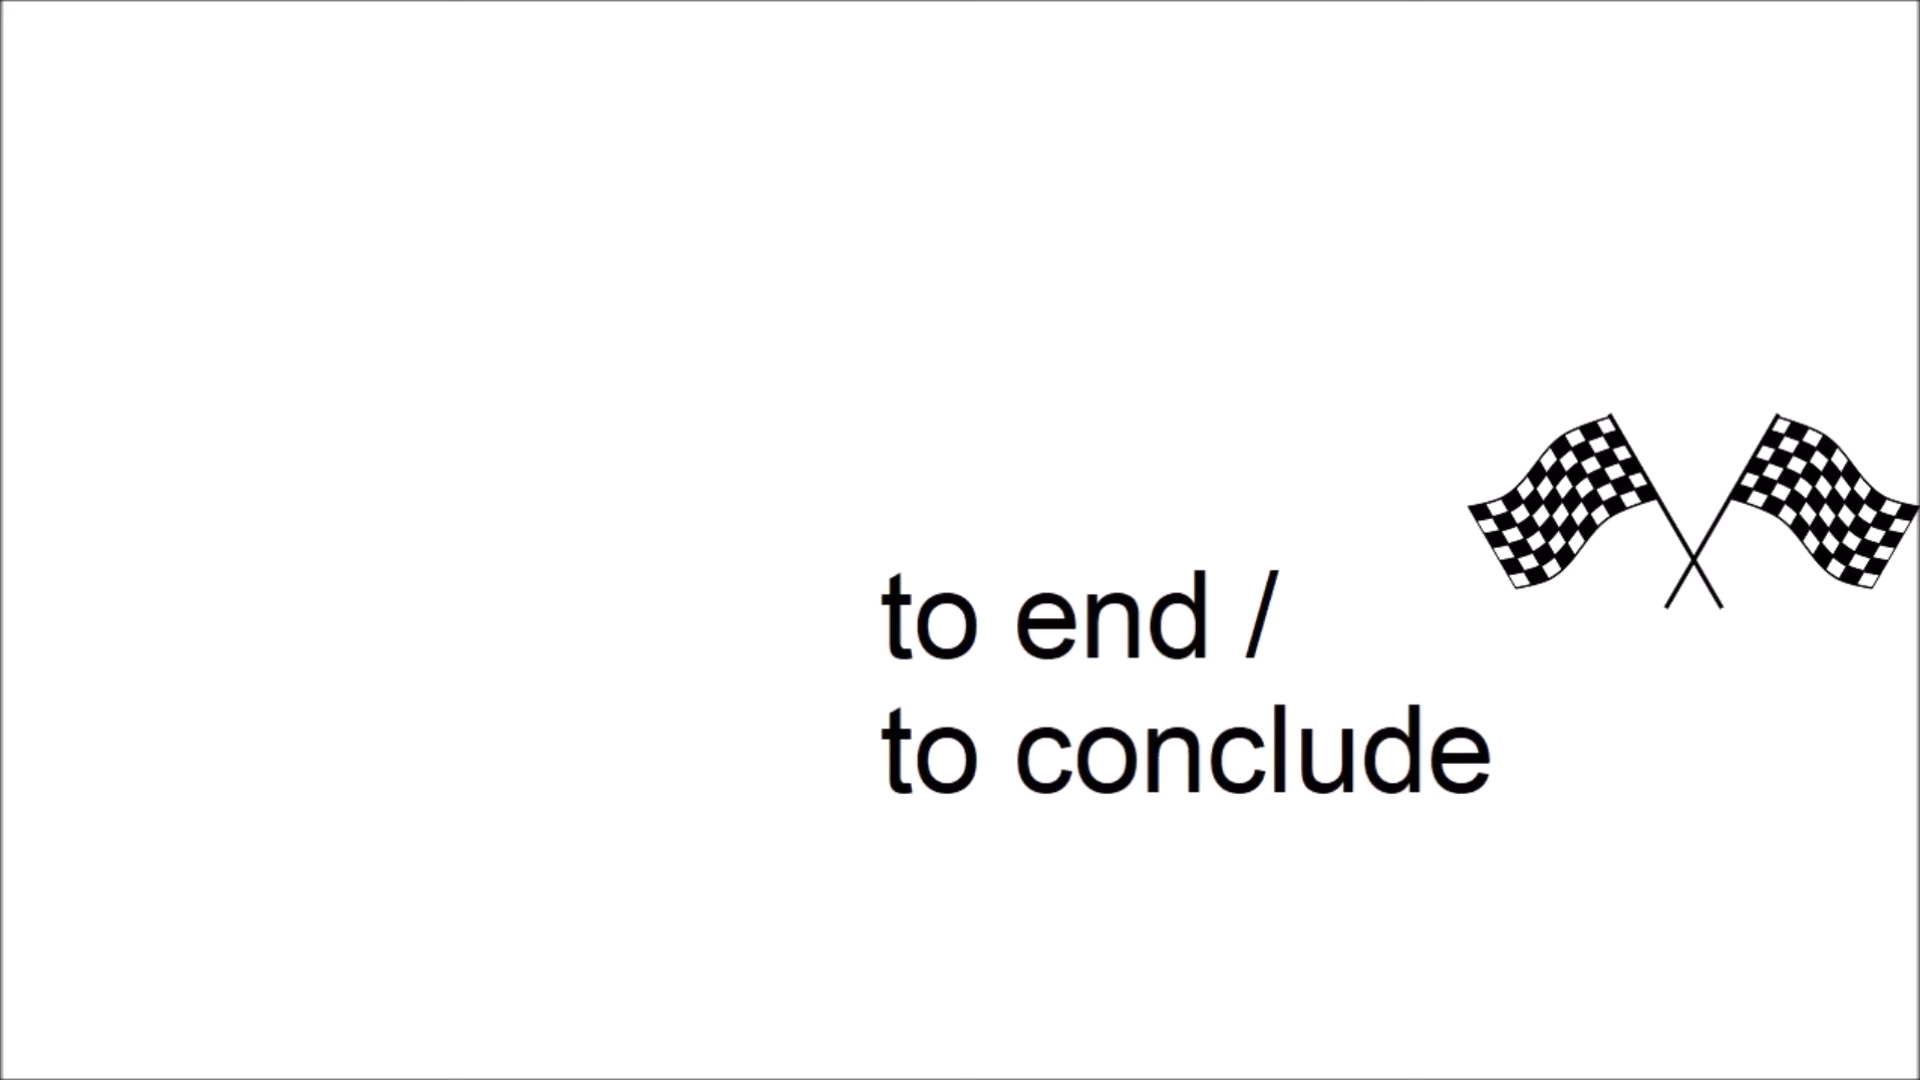 to end /
to conclude